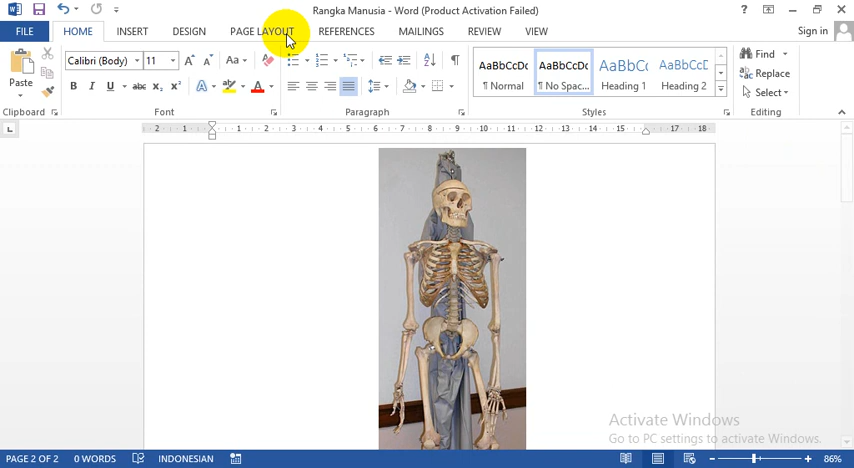 Rangka Manusia - Word (Product Activation Failed)
FILE HOME INSERT DESIGN PAGE LAYOUT REFERENCES MAILINGS REVIEW VIEW Sign in
Paste
Calibri (Body) 11 Aa
B I U abc X₂ X² A A
AaBbCcDc AaBbCcDc AaBbCc AaBbCcD
¶ Normal ¶ No Spac... Heading 1 Heading 2
Find
Replace
Select
Clipboard Font Paragraph Styles Editing
2 1 1 2 3 4 5 6 7 8 9 10 11 12 13 14 15 17 18
Activate Windows
Go to PC settings to activate Windows.
PAGE 2 OF 2 0 WORDS INDONESIAN 86%